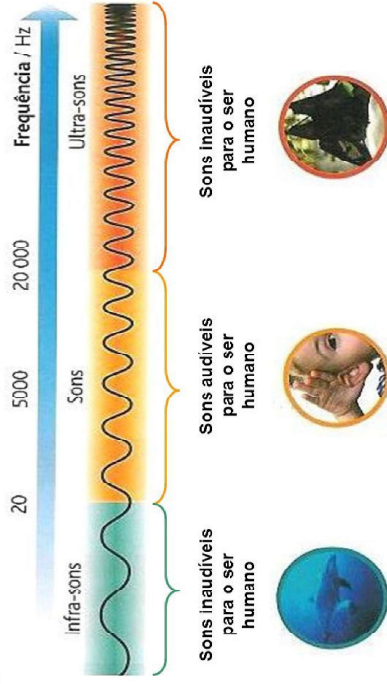 Frequência / Hz
20
5000
20 000
Infra-sons
Sons
Ultra-sons
Sons inaudíveis
para o ser
humano
Sons audíveis
para o ser
humano
Sons inaudíveis
para o ser
humano